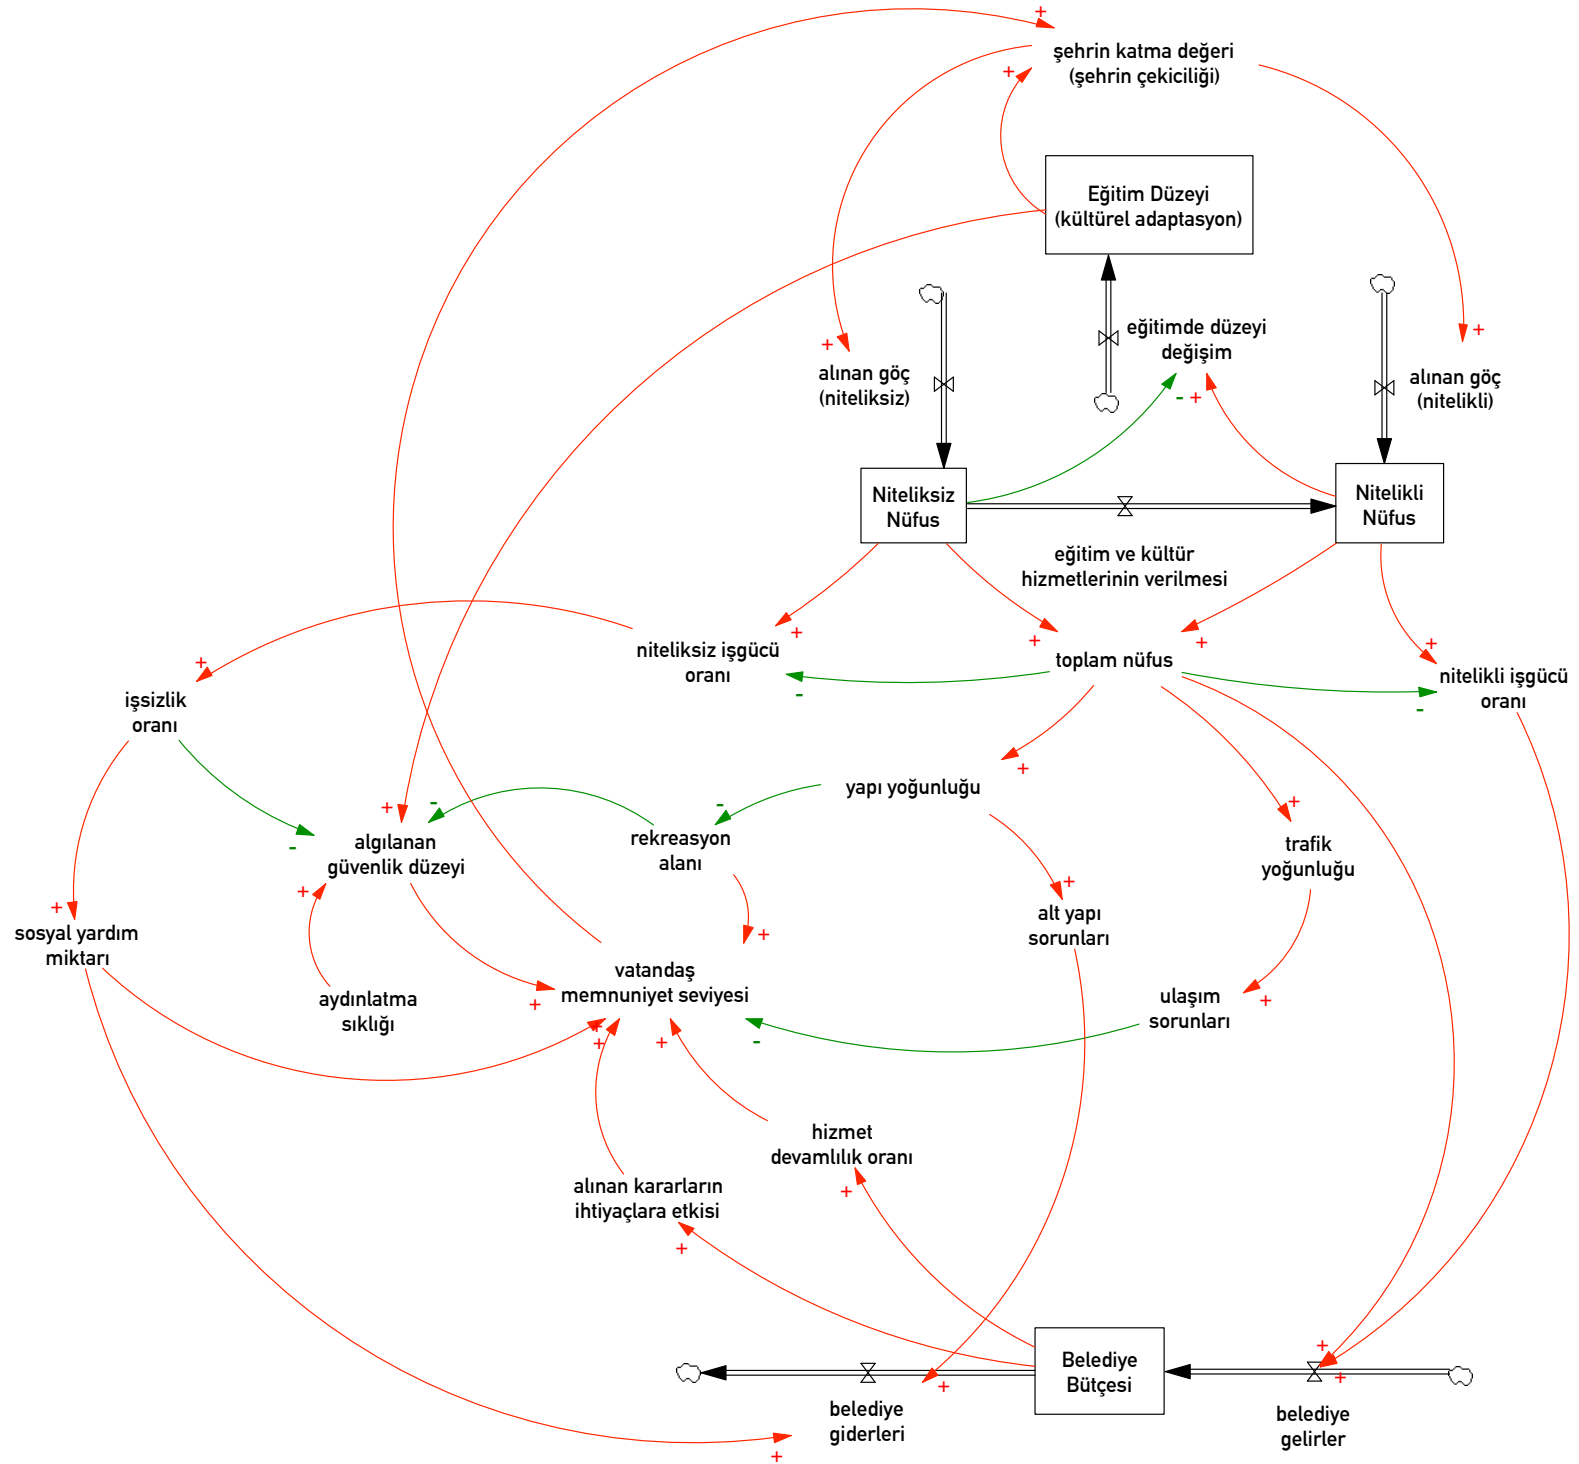 +
şehrin katma değeri
(şehrin çekiciliği)
+
Eğitim Düzeyi
(kültürel adaptasyon)
eğitimde düzeyi
değişim
+
+
alınan göç
(niteliksiz)
alınan göç
(nitelikli)
- +
Niteliksiz
Nüfus
Nitelikli
Nüfus
eğitim ve kültür
hizmetlerinin verilmesi
+
+
+
+
+
niteliksiz işgücü
oranı
toplam nüfus
nitelikli işgücü
oranı
-
-
işsizlik
oranı
+
yapı yoğunluğu
+
-
-
+
algılanan
güvenlik düzeyi
-
rekreasyon
alanı
trafik
yoğunluğu
+
+
+
alt yapı
sorunları
sosyal yardım
miktarı
+
vatandaş
memnuniyet seviyesi
aydınlatma
sıklığı
+
ulaşım
sorunları
+
+
+
+
-
hizmet
devamlılık oranı
alınan kararların
ihtiyaçlara etkisi
+
+
Belediye
Bütçesi
+
+
+
belediye
giderleri
belediye
gelirler
+